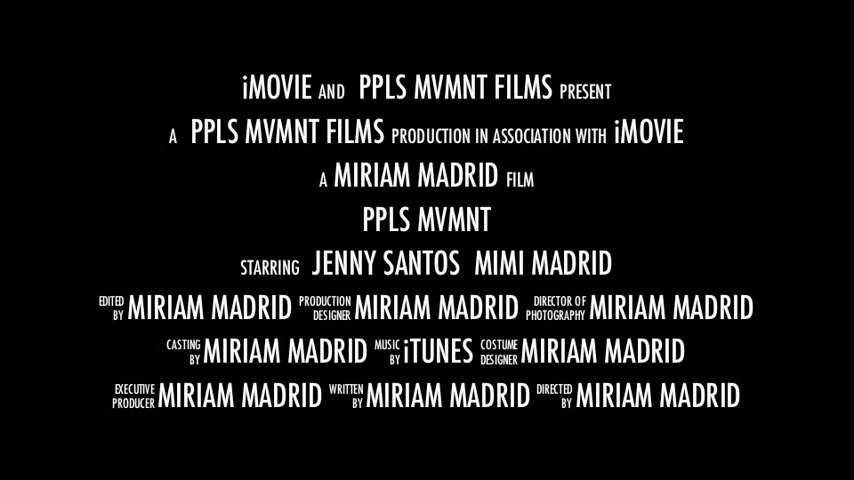 iMOVIE AND PPLS MVMNT FILMS PRESENT
A PPLS MVMNT FILMS PRODUCTION IN ASSOCIATION WITH iMOVIE
A MIRIAM MADRID FILM
PPLS MVMNT
STARRING JENNY SANTOS MIMI MADRID
EDITED BY MIRIAM MADRID PRODUCTION DESIGNER MIRIAM MADRID DIRECTOR OF PHOTOGRAPHY MIRIAM MADRID
CASTING BY MIRIAM MADRID MUSIC BY iTUNES COSTUME DESIGNER MIRIAM MADRID
EXECUTIVE PRODUCER MIRIAM MADRID WRITTEN BY MIRIAM MADRID DIRECTED BY MIRIAM MADRID